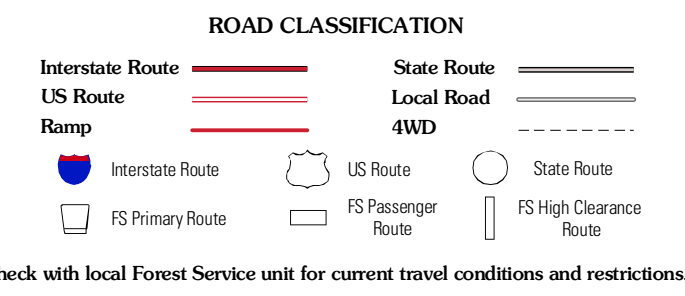 ROAD CLASSIFICATION
Interstate Route
State Route
US Route
Local Road
Ramp
4WD
Interstate Route
US Route
State Route
FS Primary Route
FS Passenger
Route
FS High Clearance
Route
heck with local Forest Service unit for current travel conditions and restrictions.